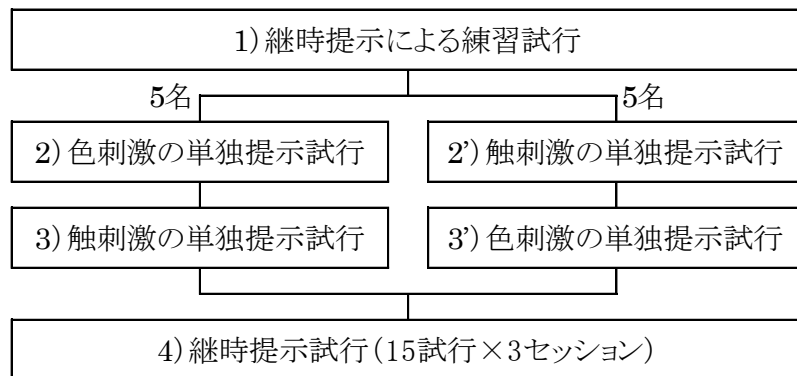 1)継時提示による練習試行
5名
5名
2)色刺激の単独提示試行
2’)触刺激の単独提示試行
3)触刺激の単独提示試行
3’)色刺激の単独提示試行
4)継時提示試行(15試行×3セッション)